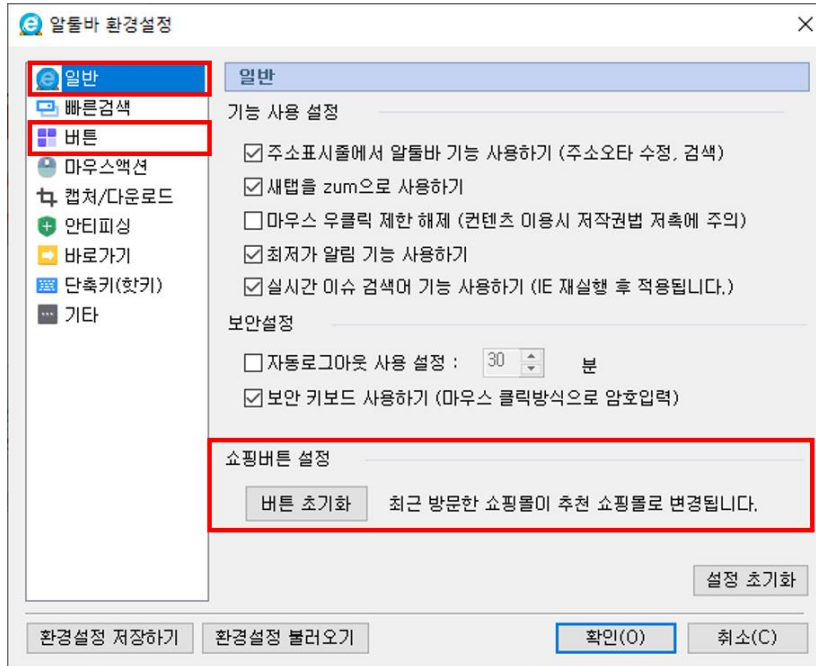 알툴바 환경설정
일반
빠른검색
버튼
마우스액션
캡처/다운로드
안티피싱
바로가기
단축키(핫키)
기타
일반
기능 사용 설정
주소표시줄에서 알툴바 기능 사용하기 (주소오타 수정, 검색)
새탭을 zum으로 사용하기
마우스 우클릭 제한 해제 (컨텐츠 이용시 저작권법 저촉에 주의)
최저가 알림 기능 사용하기
실시간 이슈 검색어 기능 사용하기 (IE 재실행 후 적용됩니다.)
보안설정
자동로그아웃 사용 설정 : 30 분
보안 키보드 사용하기 (마우스 클릭방식으로 암호입력)
쇼핑버튼 설정
버튼 초기화 최근 방문한 쇼핑몰이 추천 쇼핑몰로 변경됩니다.
설정 초기화
환경설정 저장하기 환경설정 불러오기 확인(O) 취소(C)